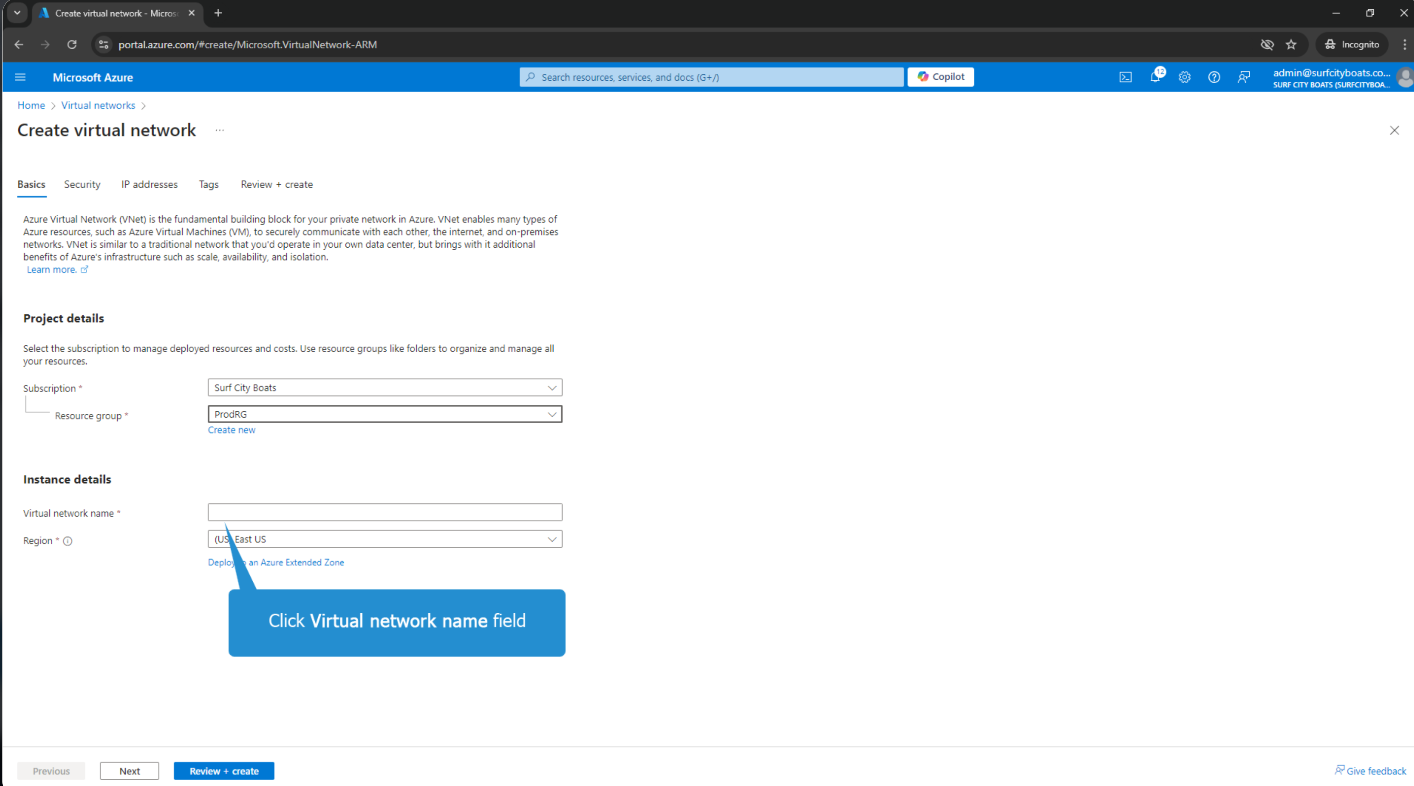 Create virtual network - Micros
portal.azure.com/#create/Microsoft.VirtualNetwork-ARM
Incognito
Microsoft Azure
Search resources, services, and docs (G+/)
Copilot
12
admin@surfcityboats.co...
SURF CITY BOATS (SURFCITYBOA...
Home > Virtual networks >
Create virtual network ...
Basics Security IP addresses Tags Review + create
Azure Virtual Network (VNet) is the fundamental building block for your private network in Azure. VNet enables many types of
Azure resources, such as Azure Virtual Machines (VM), to securely communicate with each other, the internet, and on-premises
networks. VNet is similar to a traditional network that you'd operate in your own data center, but brings with it additional
benefits of Azure's infrastructure such as scale, availability, and isolation.
Learn more.
Project details
Select the subscription to manage deployed resources and costs. Use resource groups like folders to organize and manage all
your resources.
Subscription *
Surf City Boats
Resource group *
ProdRG
Create new
Instance details
Virtual network name *
Region *
(US) East US
Deploy to an Azure Extended Zone
Click Virtual network name field
Previous
Next
Review + create
Give feedback